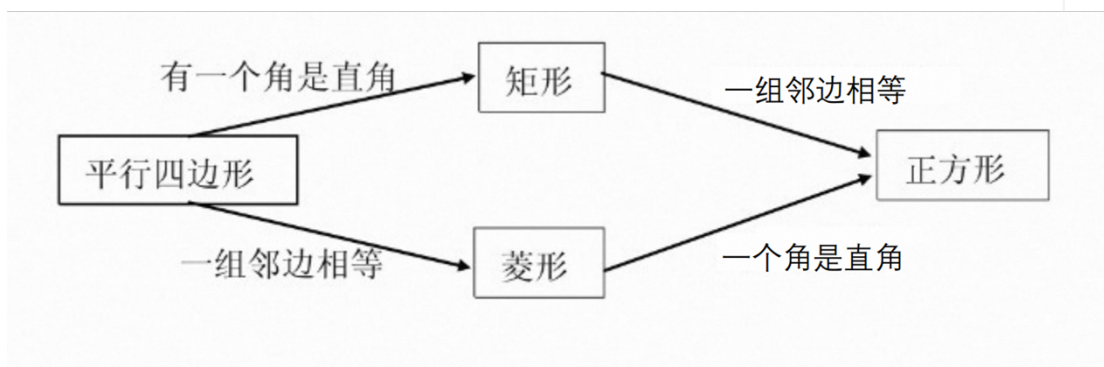 有一个角是直角
矩形
一组邻边相等
平行四边形
正方形
一组邻边相等
菱形
一个角是直角